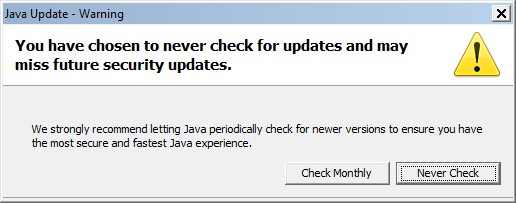 Java Update - Warning
You have chosen to never check for updates and may
miss future security updates.
We strongly recommend letting Java periodically check for newer versions to ensure you have
the most secure and fastest Java experience.
Check Monthly Never Check